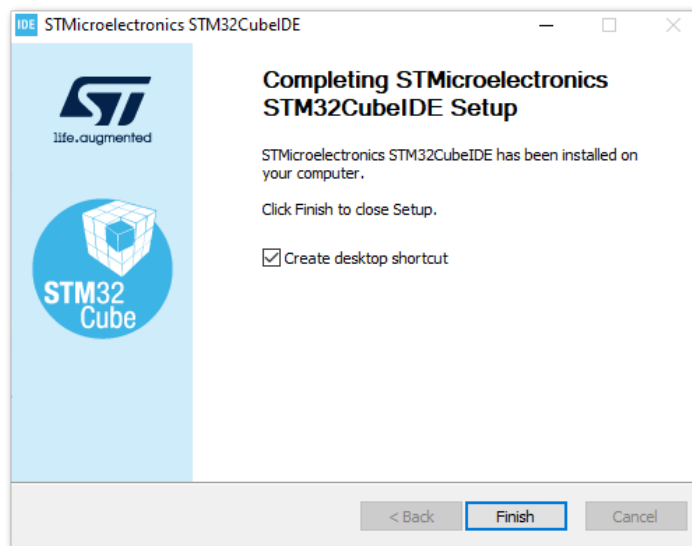 IDE STMicroelectronics STM32CubeIDE
life.augmented
STM32
Cube
Completing STMicroelectronics
STM32CubeIDE Setup
STMicroelectronics STM32CubeIDE has been installed on
your computer.
Click Finish to close Setup.
Create desktop shortcut
< Back Finish Cancel